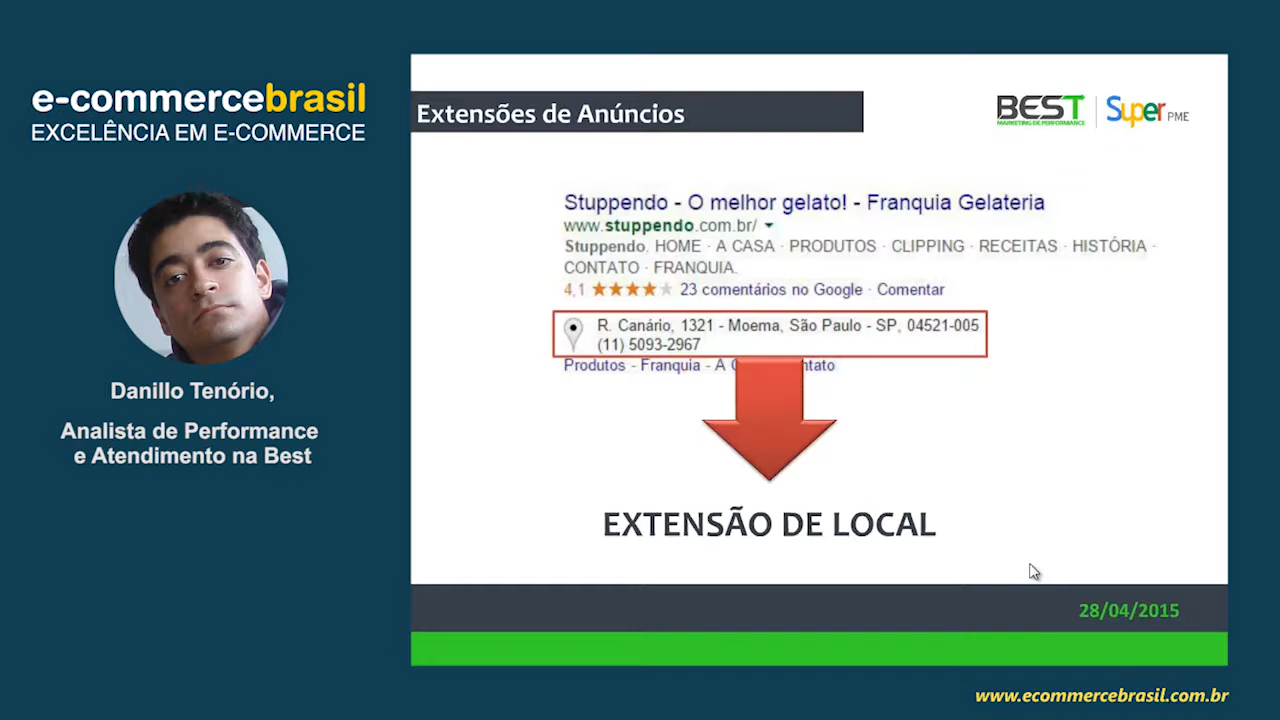 e-commercebrasil
EXCELÊNCIA EM E-COMMERCE
Danillo Tenório,
Analista de Performance
e Atendimento na Best
Extensões de Anúncios
BEST
MARKETING DE PERFORMANCE
Super PME
Stuppendo - O melhor gelato! - Franquia Gelateria
www.stuppendo.com.br/
Stuppendo, HOME · A CASA · PRODUTOS · CLIPPING · RECEITAS · HISTÓRIA ·
CONTATO · FRANQUIA.
4,1 23 comentários no Google · Comentar
R. Canário, 1321 - Moema, São Paulo - SP, 04521-005
(11) 5093-2967
Produtos - Franquia - A
EXTENSÃO DE LOCAL
28/04/2015
www.ecommercebrasil.com.br